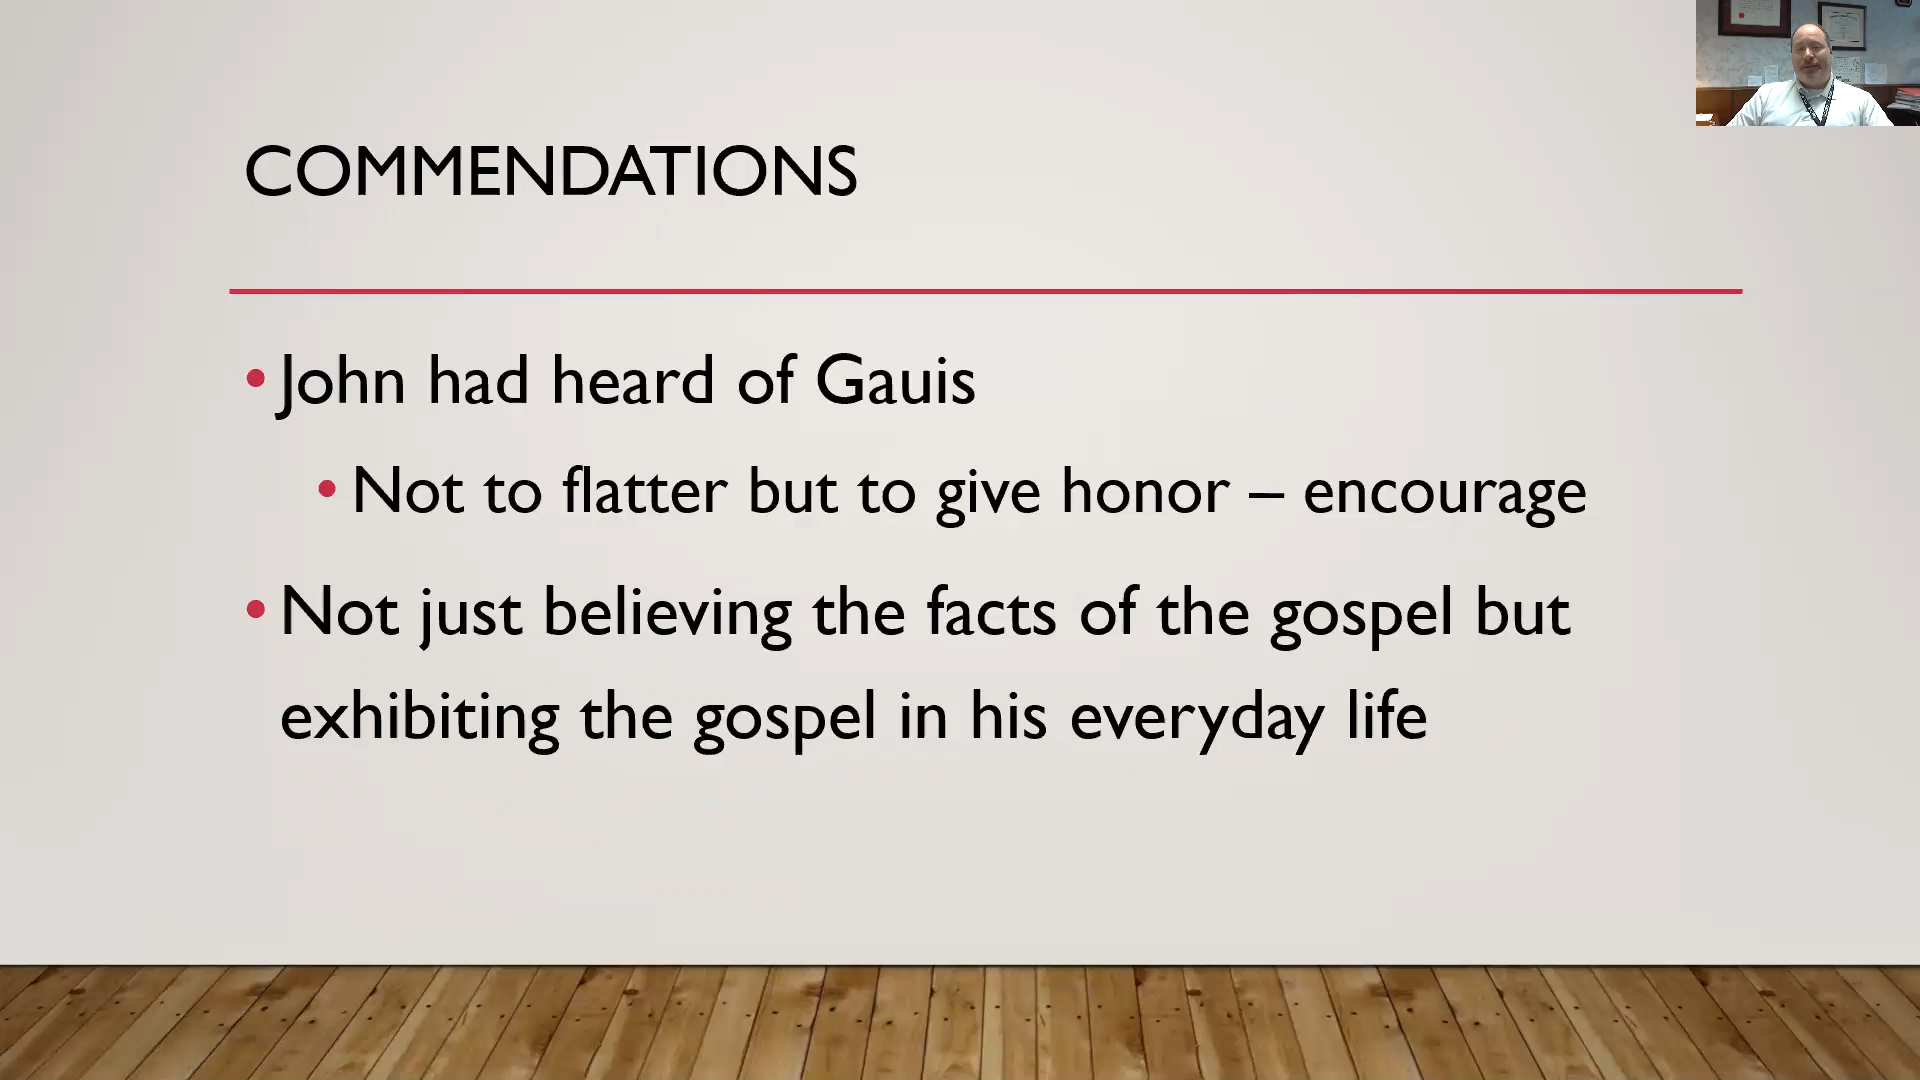 COMMENDATIONS
• John had heard of Gauis
• Not to flatter but to give honor – encourage
• Not just believing the facts of the gospel but
exhibiting the gospel in his everyday life